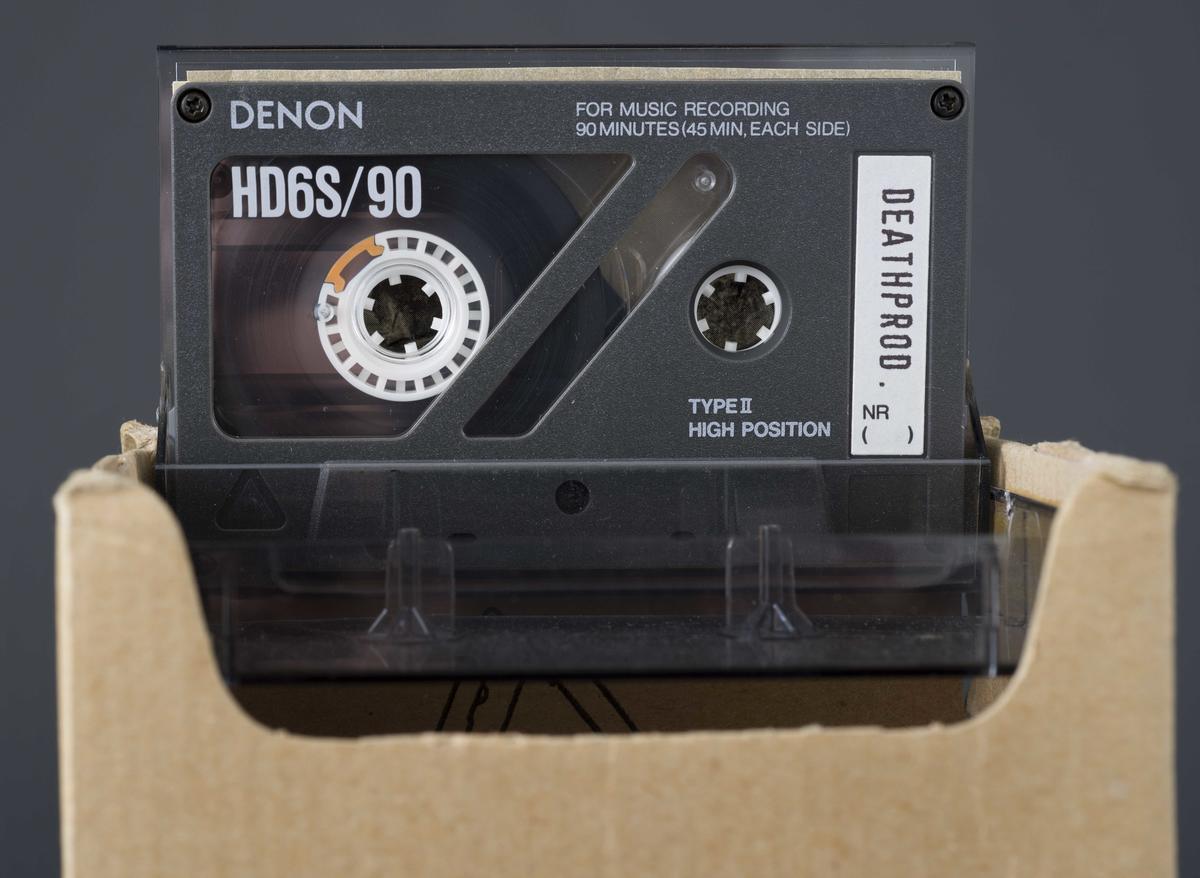 DENON
FOR MUSIC RECORDING
90 MINUTES (45 MIN, EACH SIDE)
HD6S/90
DEATHPROD.
NR
( )
TYPE II
HIGH POSITION